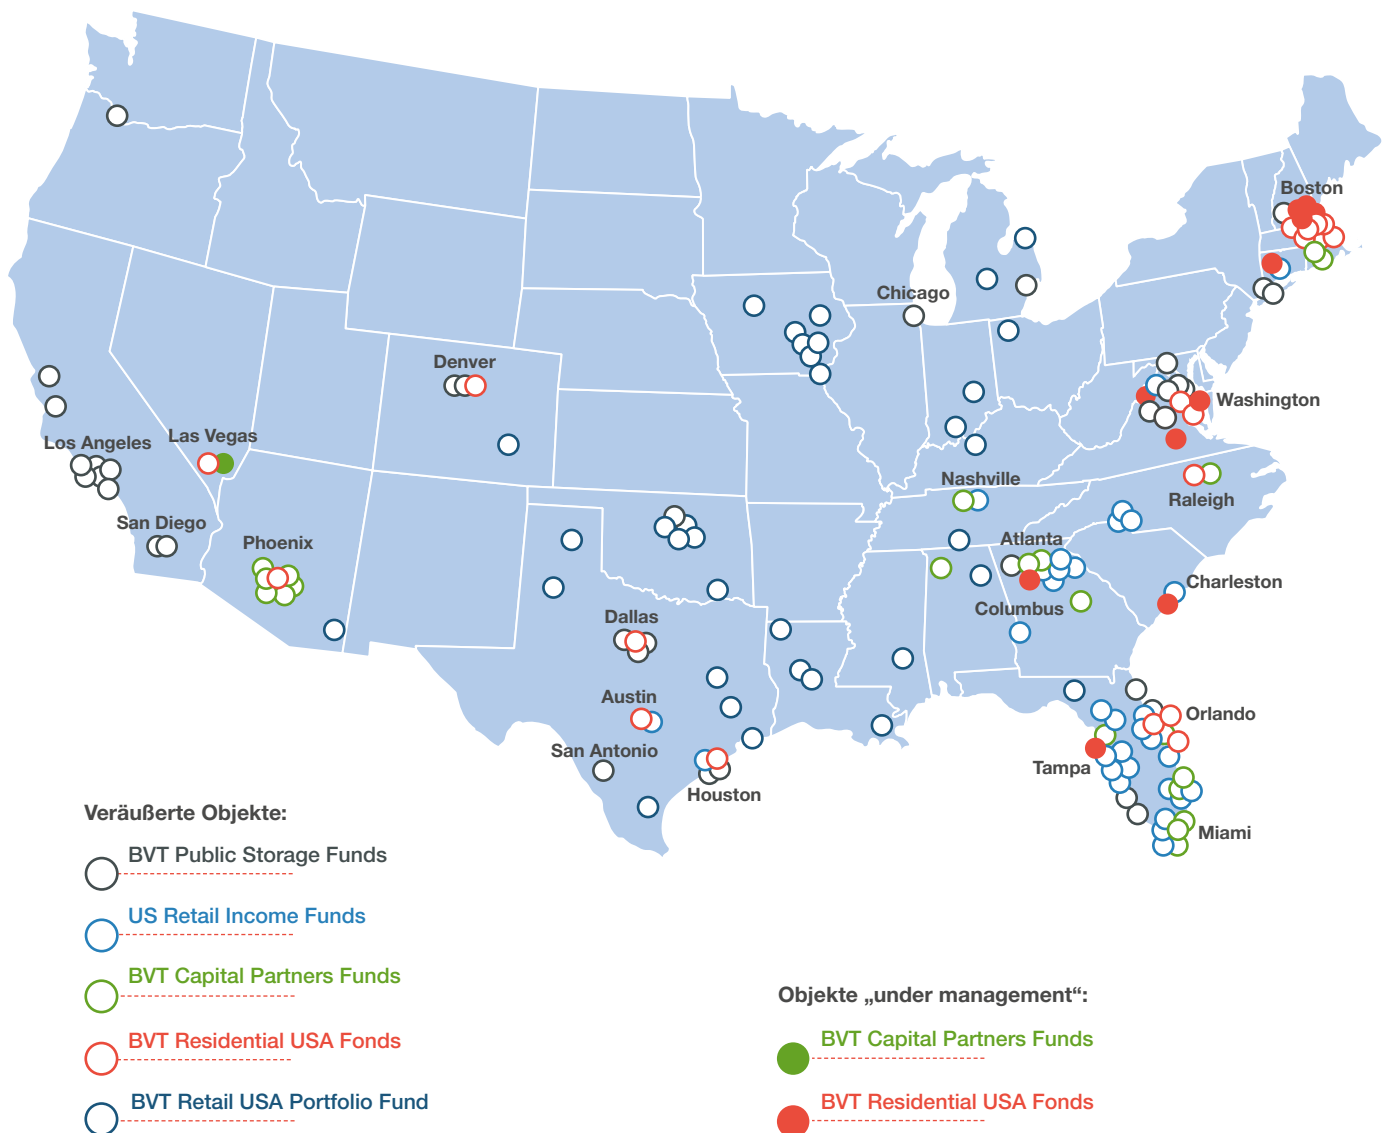 Boston
Chicago
Denver
Washington
Los Angeles
Las Vegas
Nashville
Raleigh
San Diego
Phoenix
Atlanta
Charleston
Columbus
Dallas
Austin
Orlando
San Antonio
Tampa
Houston
Miami
Veräußerte Objekte:
BVT Public Storage Funds
US Retail Income Funds
BVT Capital Partners Funds
BVT Residential USA Fonds
BVT Retail USA Portfolio Fund
Objekte „under management“:
BVT Capital Partners Funds
BVT Residential USA Fonds